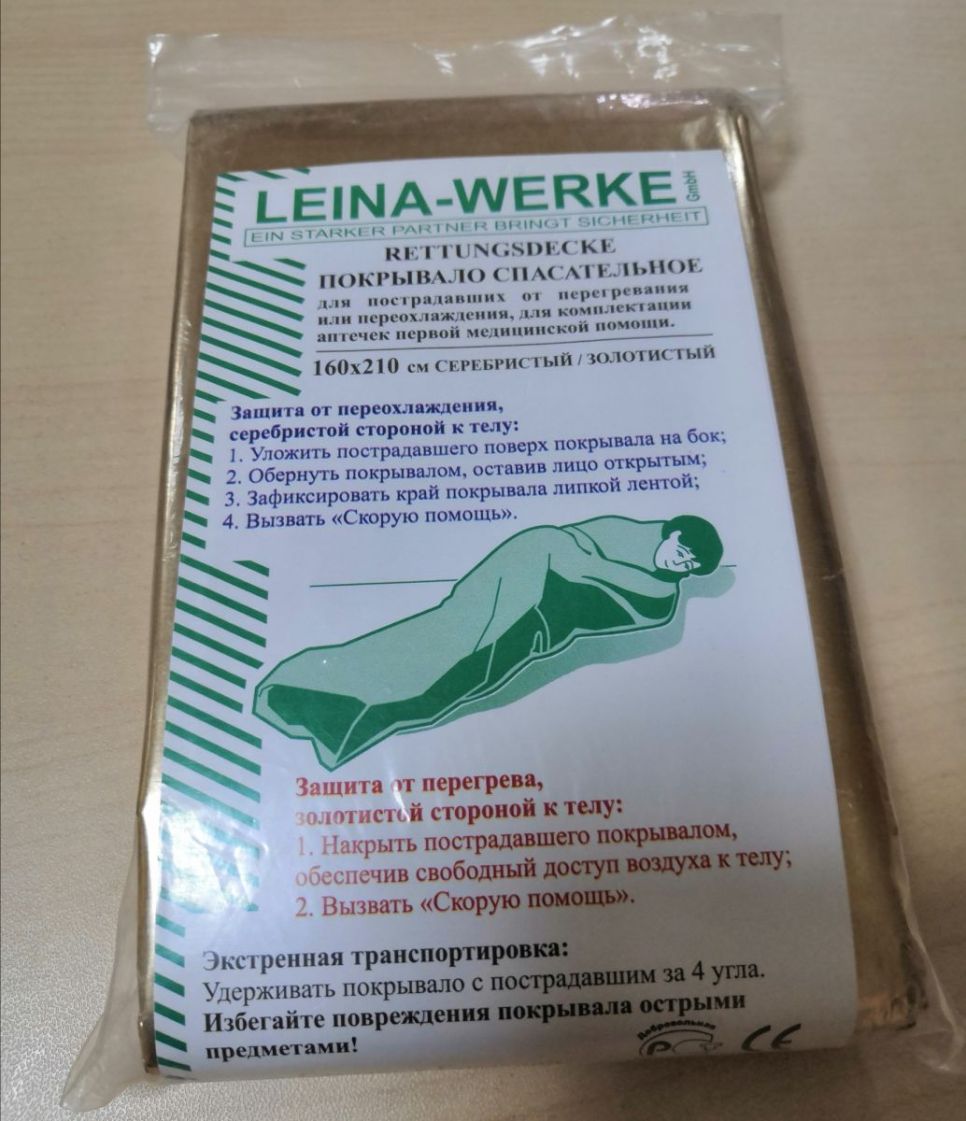 LEINA-WERKE GmbH
EIN STARKER PARTNER BRINGT SICHERHEIT
RETTUNGSDECKE
ПОКРЫВАЛО СПАСАТЕЛЬНОЕ
для пострадавших от перегревания
или переохлаждения, для комплектации
аптечек первой медицинской помощи.
160х210 см СЕРЕБРИСТЫЙ / ЗОЛОТИСТЫЙ
Защита от переохлаждения,
серебристой стороной к телу:
1. Уложить пострадавшего поверх покрывала на бок;
2. Обернуть покрывалом, оставив лицо открытым;
3. Зафиксировать край покрывала липкой лентой;
4. Вызвать «Скорую помощь».
Защита от перегрева,
золотистой стороной к телу:
1. Накрыть пострадавшего покрывалом,
обеспечив свободный доступ воздуха к телу;
2. Вызвать «Скорую помощь».
Экстренная транспортировка:
Удерживать покрывало с пострадавшим за 4 угла.
Избегайте повреждения покрывала острыми
предметами!
CE